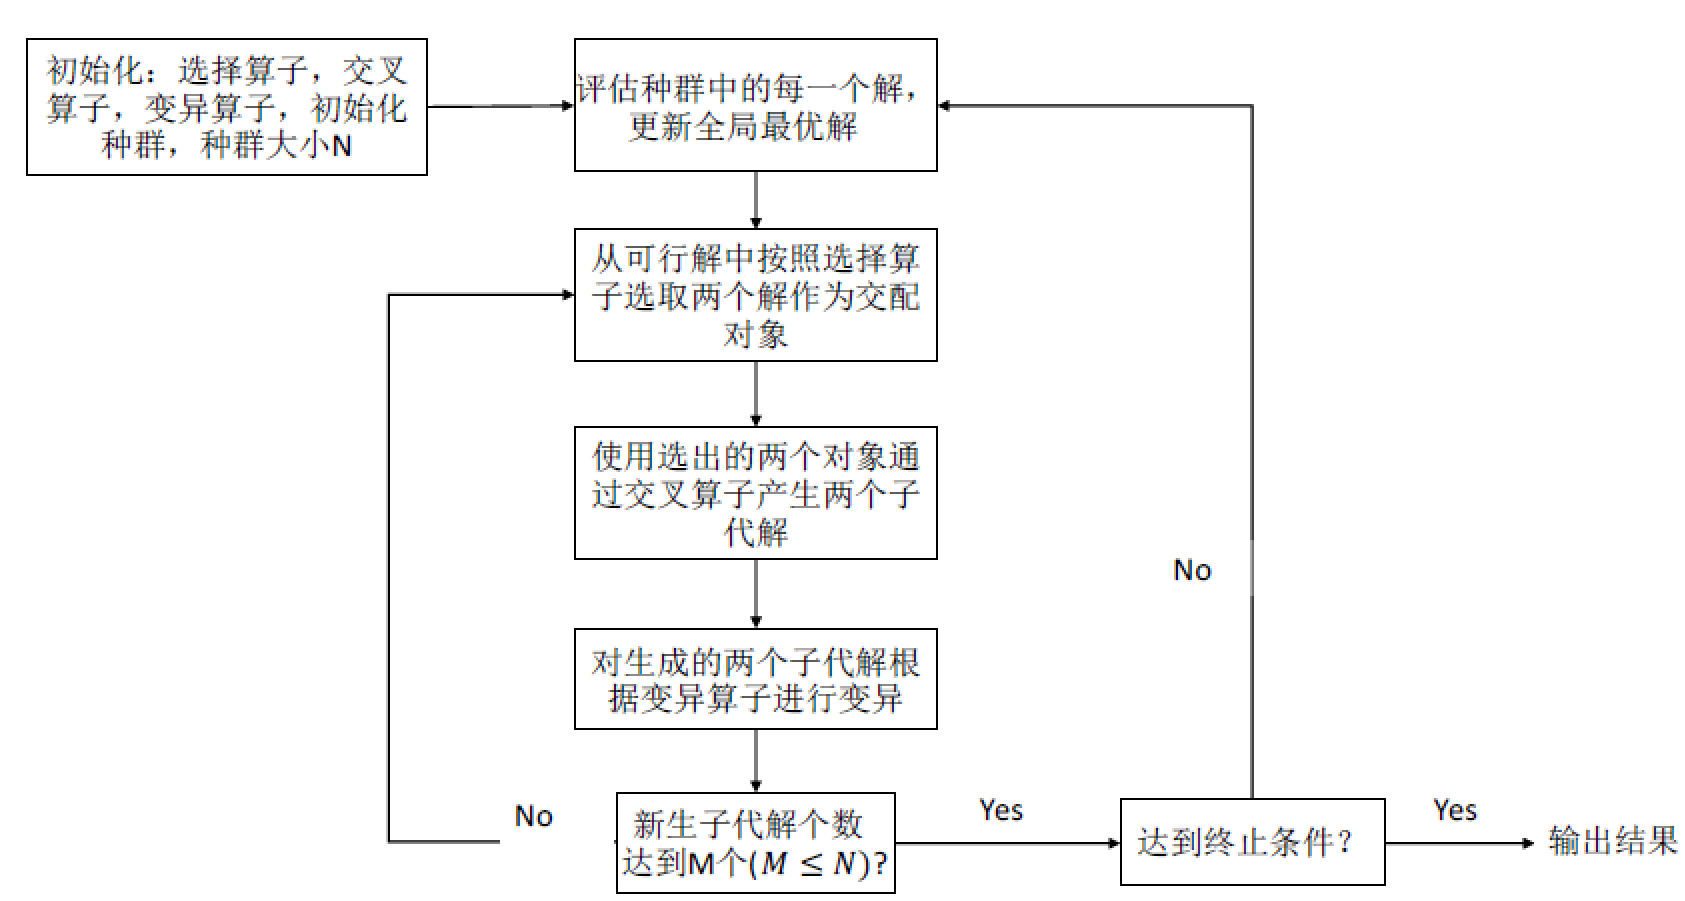 初始化：选择算子，交叉
算子，变异算子，初始化
种群，种群大小N
评估种群中的每一个解，
更新全局最优解
从可行解中按照选择算
子选取两个解作为交配
对象
使用选出的两个对象通
过交叉算子产生两个子
代解
No
对生成的两个子代解根
据变异算子进行变异
No
新生子代解个数
达到M个(M ≤ N)?
Yes
达到终止条件？
Yes
输出结果